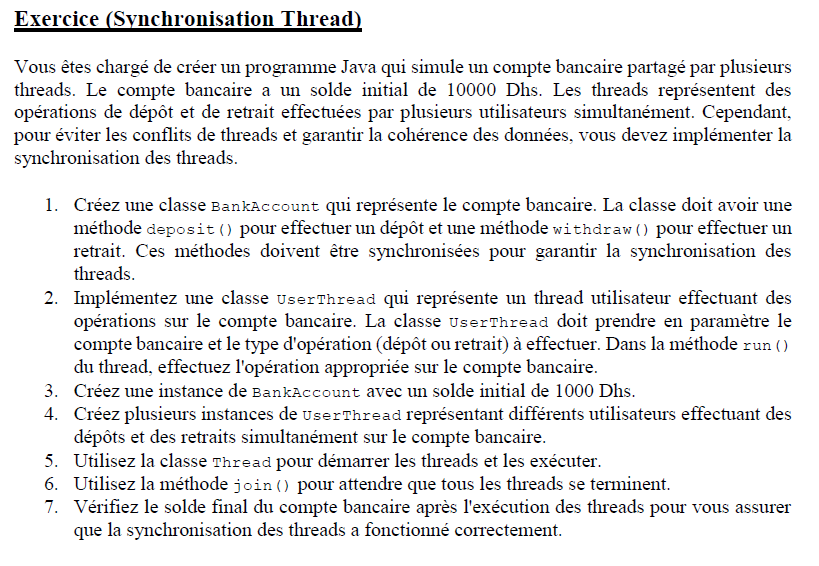 Exercice (Synchronisation Thread)
Vous êtes chargé de créer un programme Java qui simule un compte bancaire partagé par plusieurs
threads. Le compte bancaire a un solde initial de 10000 Dhs. Les threads représentent des
opérations de dépôt et de retrait effectuées par plusieurs utilisateurs simultanément. Cependant,
pour éviter les conflits de threads et garantir la cohérence des données, vous devez implémenter la
synchronisation des threads.
1. Créez une classe BankAccount qui représente le compte bancaire. La classe doit avoir une
méthode deposit() pour effectuer un dépôt et une méthode withdraw() pour effectuer un
retrait. Ces méthodes doivent être synchronisées pour garantir la synchronisation des
threads.
2. Implémentez une classe UserThread qui représente un thread utilisateur effectuant des
opérations sur le compte bancaire. La classe UserThread doit prendre en paramètre le
compte bancaire et le type d'opération (dépôt ou retrait) à effectuer. Dans la méthode run()
du thread, effectuez l'opération appropriée sur le compte bancaire.
3. Créez une instance de BankAccount avec un solde initial de 1000 Dhs.
4. Créez plusieurs instances de UserThread représentant différents utilisateurs effectuant des
dépôts et des retraits simultanément sur le compte bancaire.
5. Utilisez la classe Thread pour démarrer les threads et les exécuter.
6. Utilisez la méthode join() pour attendre que tous les threads se terminent.
7. Vérifiez le solde final du compte bancaire après l'exécution des threads pour vous assurer
que la synchronisation des threads a fonctionné correctement.